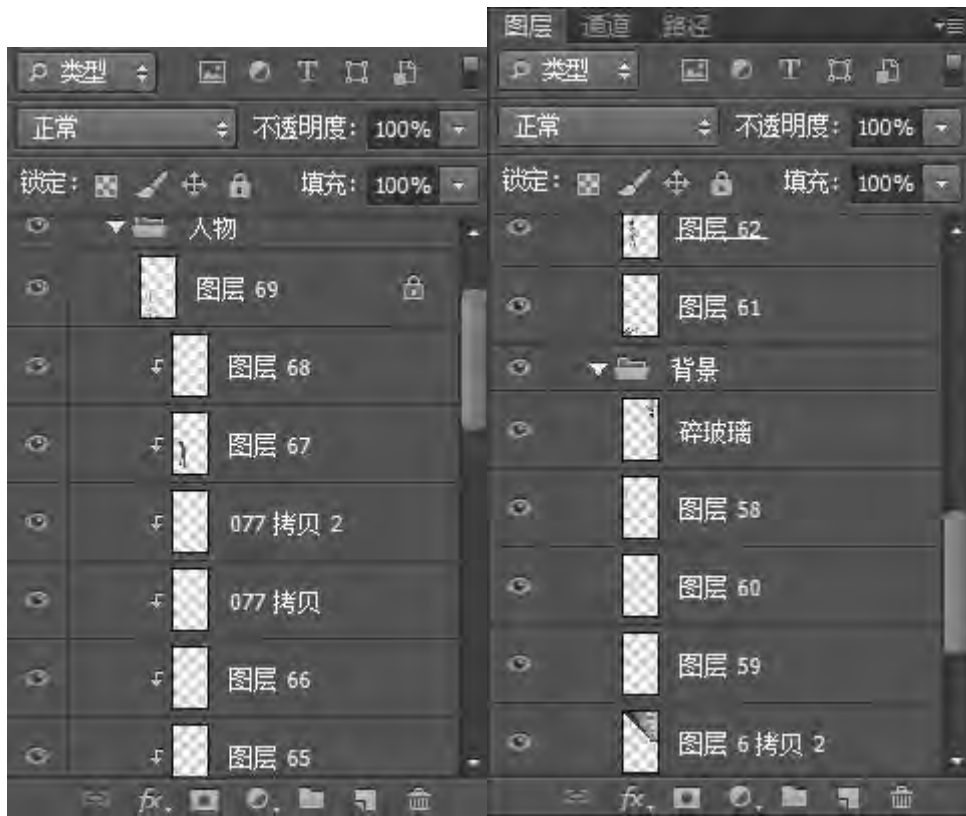 类型
正常 不透明度： 100%
锁定： 填充： 100%
人物
图层 69
图层 68
图层 67
077 拷贝 2
077 拷贝
图层 66
图层 65
fx
图层 通道 路径
类型
正常 不透明度： 100%
锁定： 填充： 100%
图层 62
图层 61
背景
碎玻璃
图层 58
图层 60
图层 59
图层 6 拷贝 2
fx